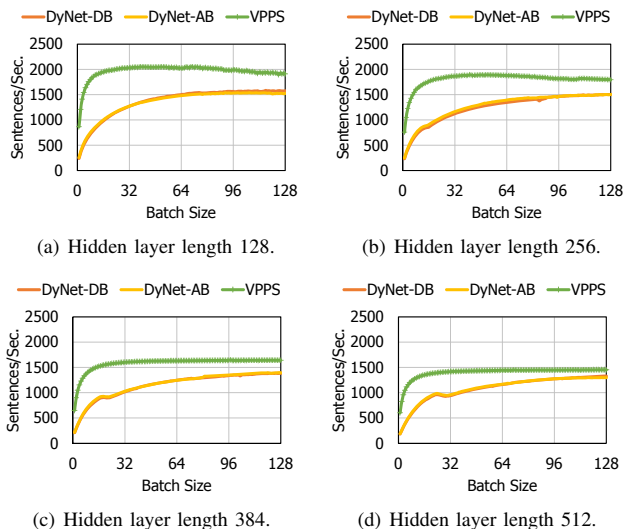 DyNet-DB DyNet-AB VPPS
2500
2000
1500
1000
500
0
Sentences/Sec.
0 32 64 96 128
Batch Size
(a) Hidden layer length 128.
DyNet-DB DyNet-AB VPPS
2500
2000
1500
1000
500
0
Sentences/Sec.
0 32 64 96 128
Batch Size
(b) Hidden layer length 256.
DyNet-DB DyNet-AB VPPS
2500
2000
1500
1000
500
0
Sentences/Sec.
0 32 64 96 128
Batch Size
(c) Hidden layer length 384.
DyNet-DB DyNet-AB VPPS
2500
2000
1500
1000
500
0
Sentences/Sec.
0 32 64 96 128
Batch Size
(d) Hidden layer length 512.